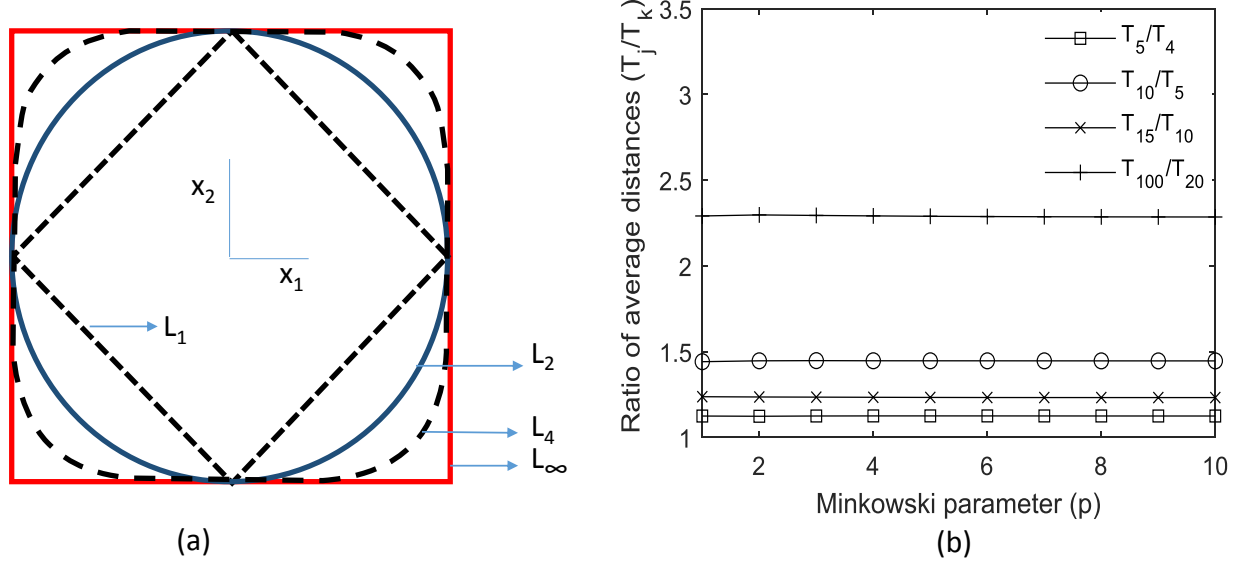 x₂
x₁
L₁
L₂
L₄
L∞
(a)
Ratio of average distances (Tⱼ/Tₖ)
3.5
3
2.5
2
1.5
1
T₅/T₄
T₁₀/T₅
T₁₅/T₁₀
T₁₀₀/T₂₀
2 4 6 8 10
Minkowski parameter (p)
(b)